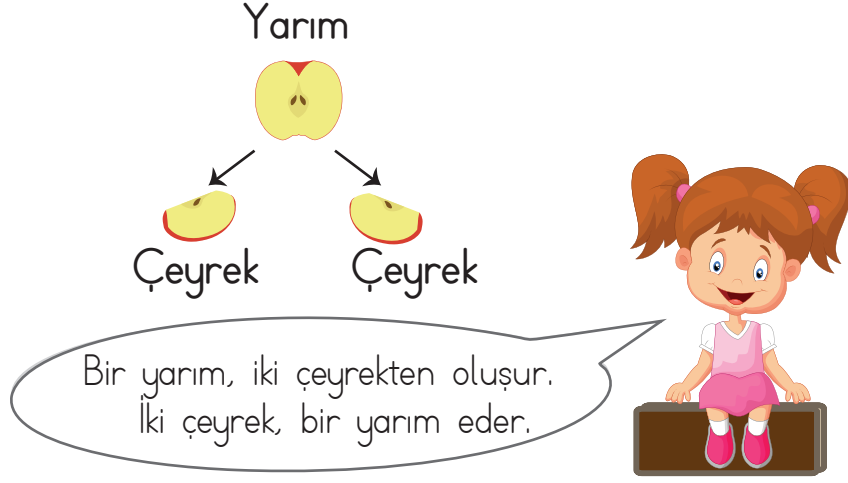 Yarım
Çeyrek Çeyrek
Bir yarım, iki çeyrekten oluşur.
İki çeyrek, bir yarım eder.